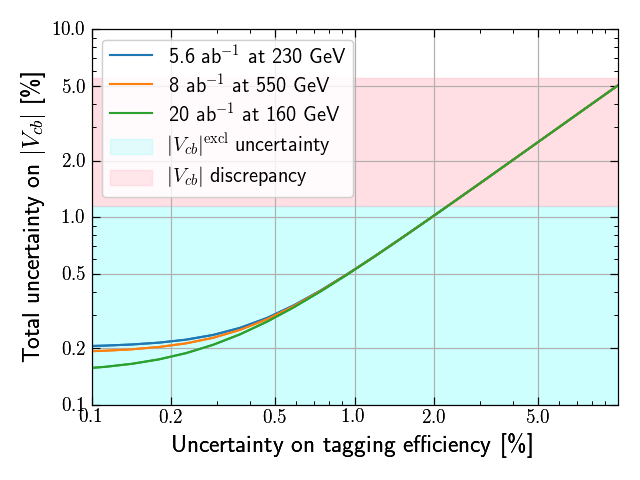 10.0
5.0
2.0
1.0
0.5
0.2
0.1
Total uncertainty on |V_cb| [%]
5.6 ab⁻¹ at 230 GeV
8 ab⁻¹ at 550 GeV
20 ab⁻¹ at 160 GeV
|V_cb|^excl uncertainty
|V_cb| discrepancy
0.1 0.2 0.5 1.0 2.0 5.0
Uncertainty on tagging efficiency [%]